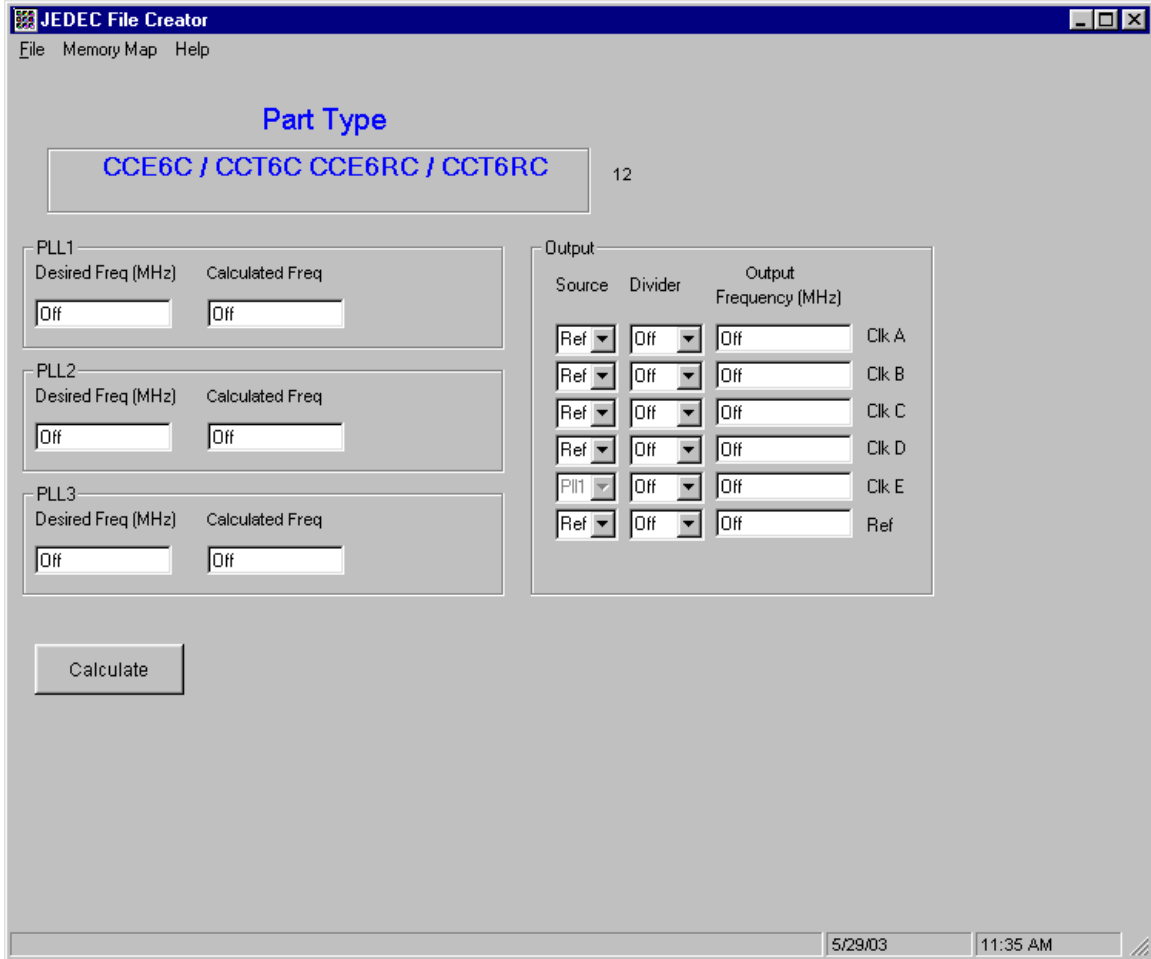 JEDEC File Creator
File Memory Map Help
Part Type
CCE6C / CCT6C CCE6RC / CCT6RC
12
PLL1
Desired Freq (MHz) Calculated Freq
Off Off
PLL2
Desired Freq (MHz) Calculated Freq
Off Off
PLL3
Desired Freq (MHz) Calculated Freq
Off Off
Calculate
Output
Source Divider Output
Frequency (MHz)
Ref Off Off Clk A
Ref Off Off Clk B
Ref Off Off Clk C
Ref Off Off Clk D
Pll1 Off Off Clk E
Ref Off Off Ref
5/29/03 11:35 AM